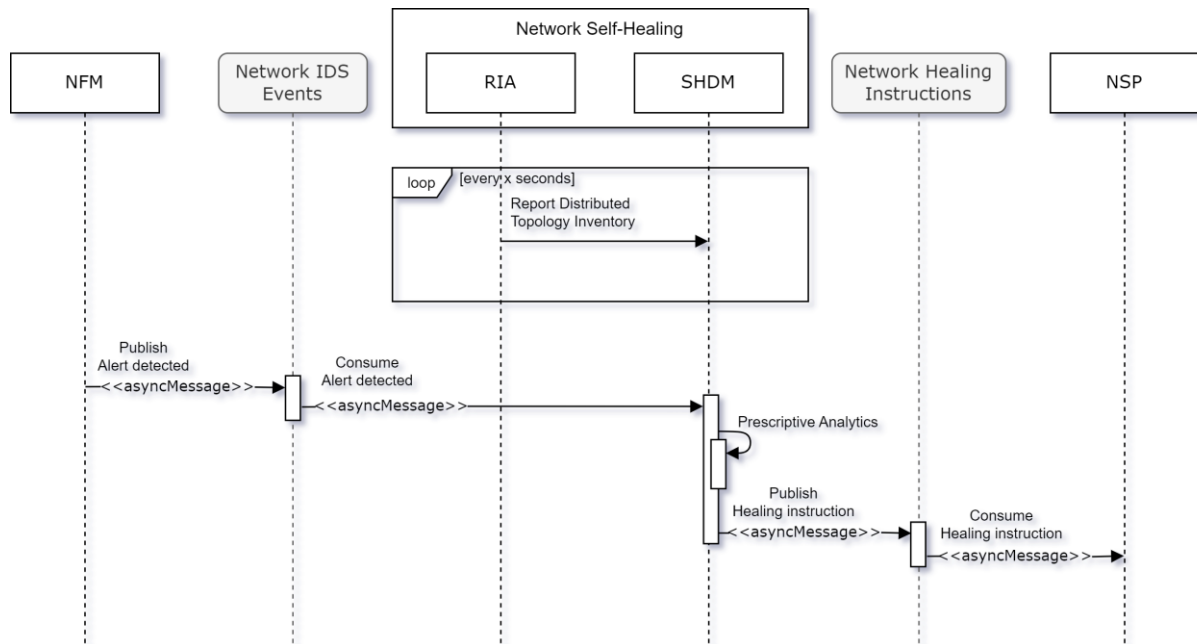 Network Self-Healing
NFM
Network IDS
Events
RIA
SHDM
Network Healing
Instructions
NSP
loop
[every x seconds]
Report Distributed
Topology Inventory
Publish
Alert detected
<<asyncMessage>>
Consume
Alert detected
<<asyncMessage>>
Prescriptive Analytics
Publish
Healing instruction
<<asyncMessage>>
Consume
Healing instruction
<<asyncMessage>>